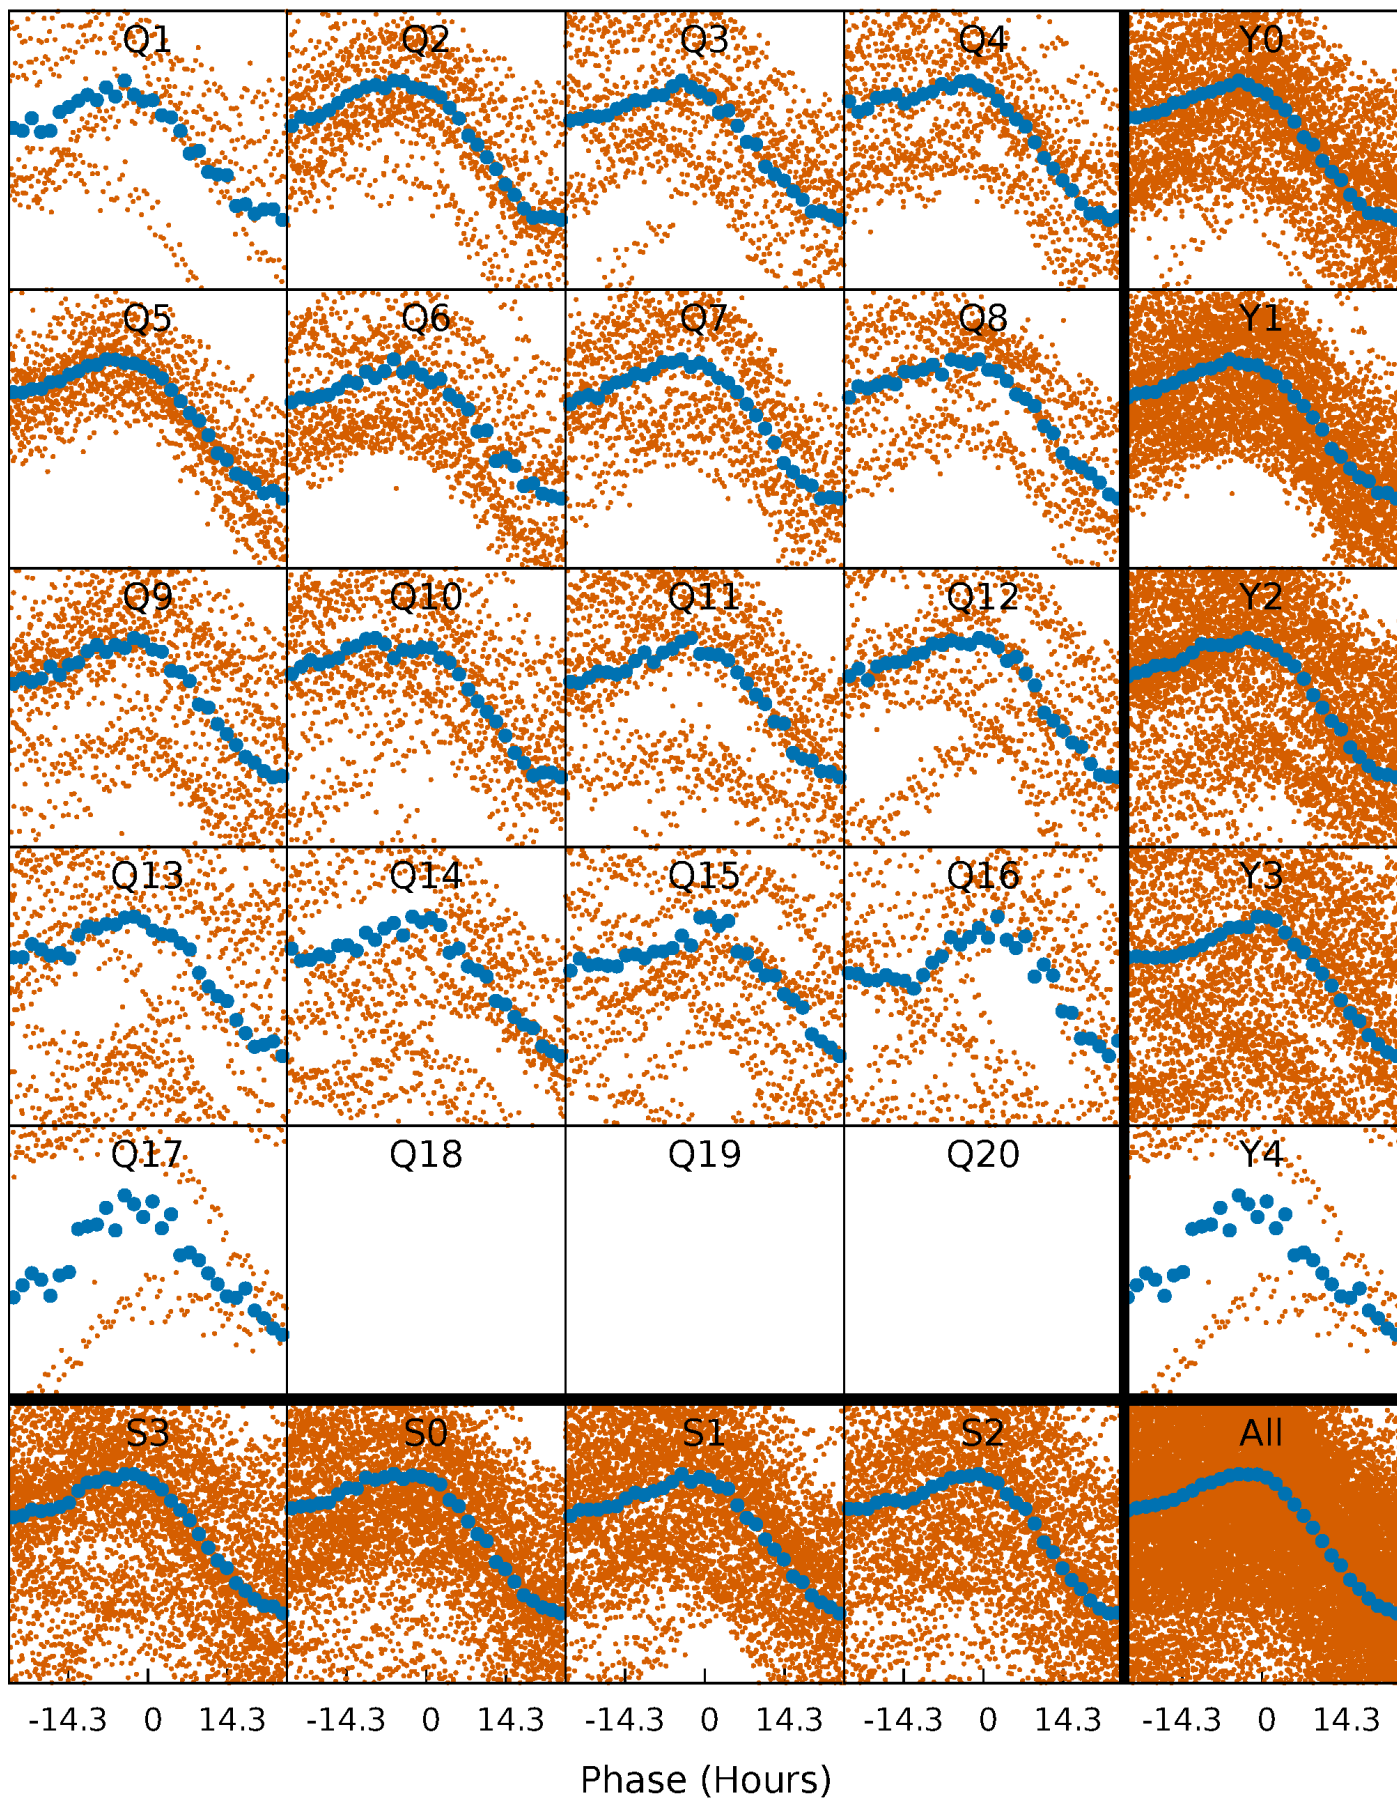 Q1 Q2 Q3 Q4 Y0
Q5 Q6 Q7 Q8 Y1
Q9 Q10 Q11 Q12 Y2
Q13 Q14 Q15 Q16 Y3
Q17 Q18 Q19 Q20 Y4
S3 S0 S1 S2 All
-14.3 0 14.3 -14.3 0 14.3 -14.3 0 14.3 -14.3 0 14.3 -14.3 0 14.3
Phase (Hours)